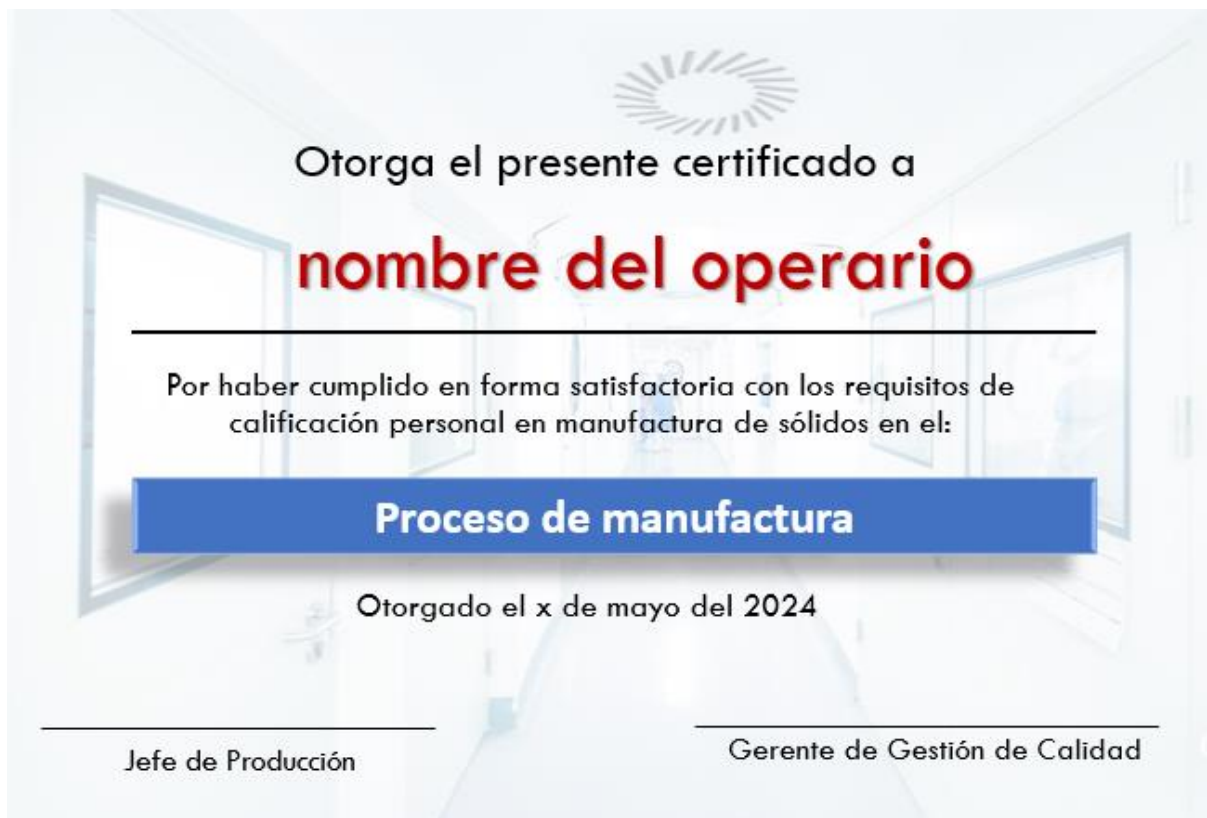 Otorga el presente certificado a
nombre del operario
Por haber cumplido en forma satisfactoria con los requisitos de
calificación personal en manufactura de sólidos en el:
Proceso de manufactura
Otorgado el x de mayo del 2024
Jefe de Producción
Gerente de Gestión de Calidad